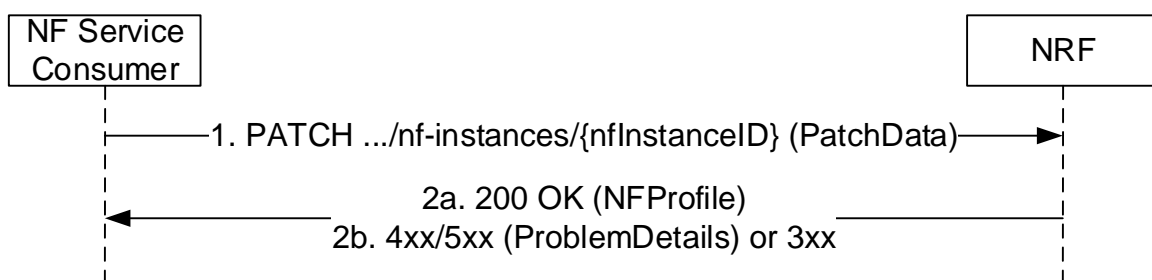 NF Service
Consumer
NRF
1. PATCH .../nf-instances/{nfInstanceID} (PatchData)
2a. 200 OK (NFProfile)
2b. 4xx/5xx (ProblemDetails) or 3xx